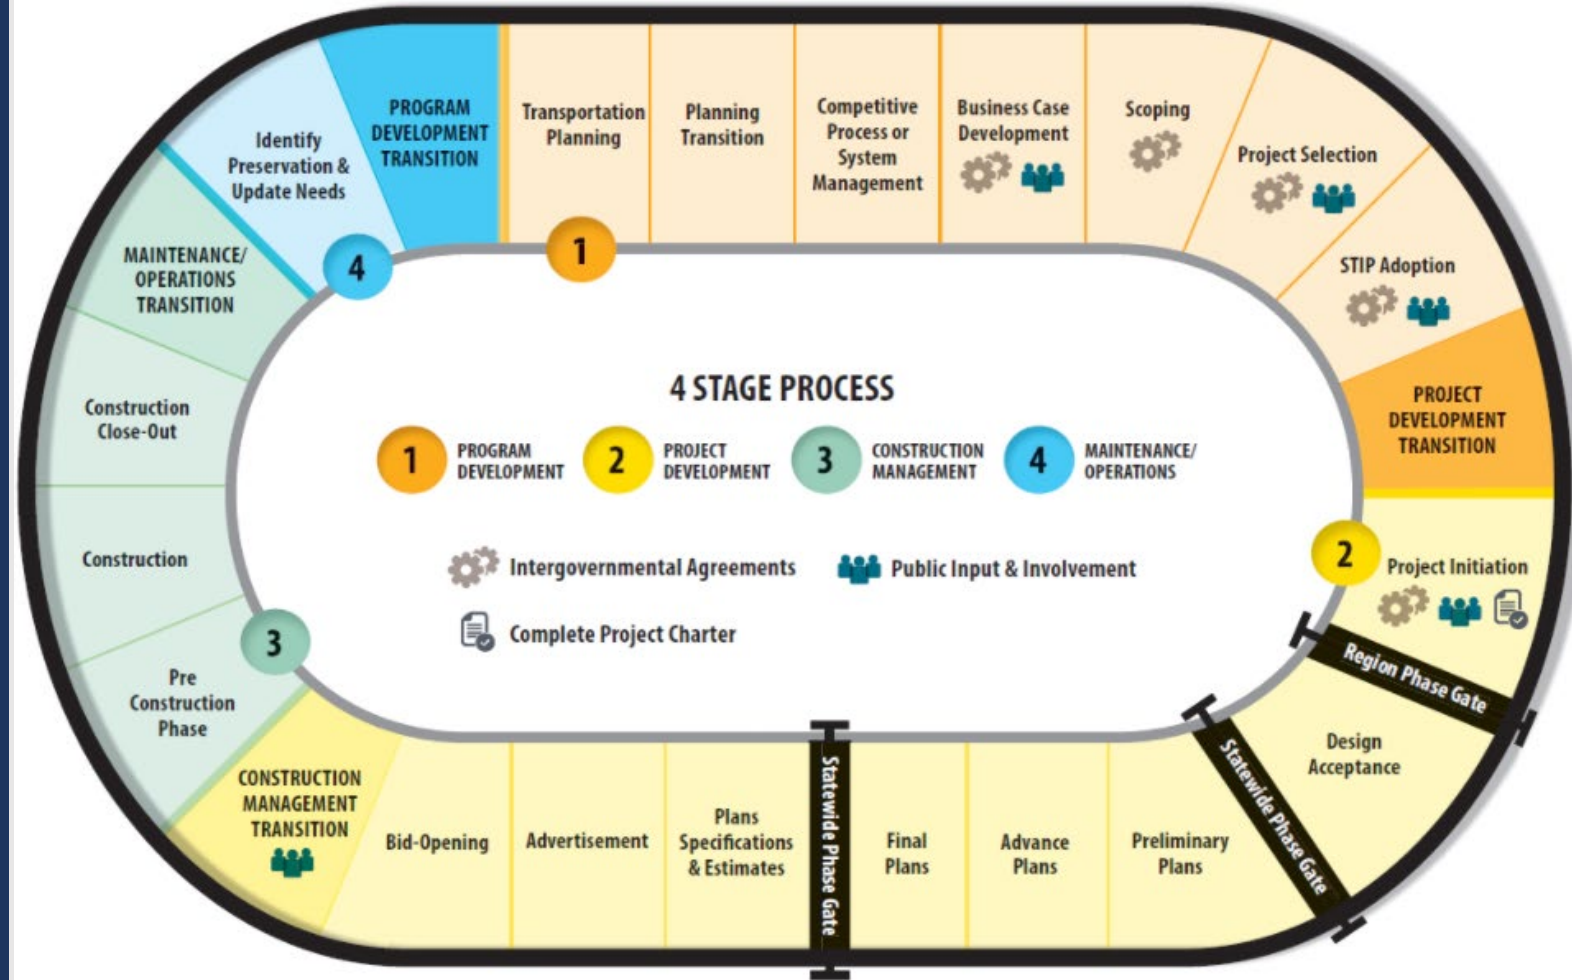 PROGRAM
DEVELOPMENT
TRANSITION
Transportation
Planning
Planning
Transition
Competitive
Process or
System
Management
Business Case
Development
Scoping
Project Selection
STIP Adoption
PROJECT
DEVELOPMENT
TRANSITION
Identify
Preservation &
Update Needs
MAINTENANCE/
OPERATIONS
TRANSITION
4
1
4 STAGE PROCESS
1
PROGRAM
DEVELOPMENT
2
PROJECT
DEVELOPMENT
3
CONSTRUCTION
MANAGEMENT
4
MAINTENANCE/
OPERATIONS
Intergovernmental Agreements
Public Input & Involvement
Complete Project Charter
Construction
Close-Out
Construction
3
Pre
Construction
Phase
2
Project Initiation
Region Phase Gate
Design
Acceptance
Statewide Phase Gate
Preliminary
Plans
Advance
Plans
Final
Plans
Statewide Phase Gate
Plans
Specifications
& Estimates
Advertisement
Bid-Opening
CONSTRUCTION
MANAGEMENT
TRANSITION